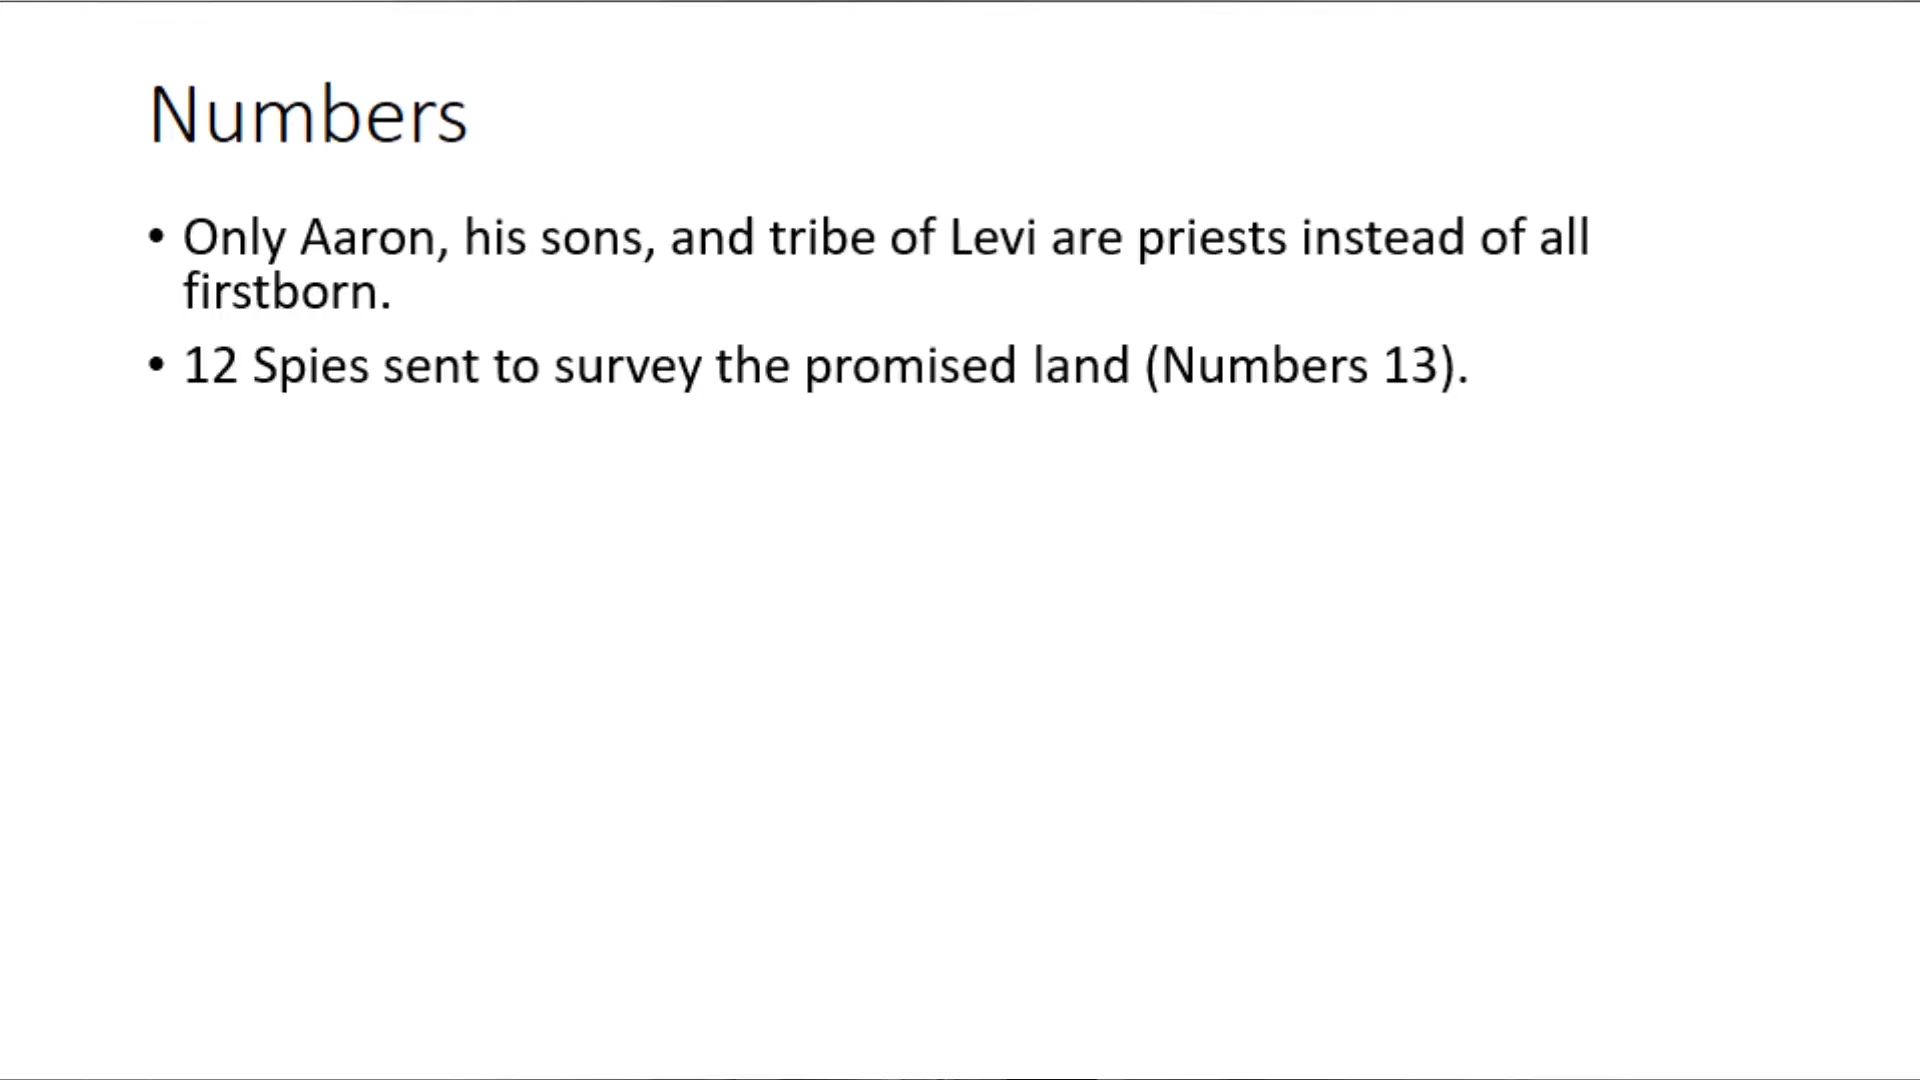 Numbers
• Only Aaron, his sons, and tribe of Levi are priests instead of all
firstborn.
• 12 Spies sent to survey the promised land (Numbers 13).